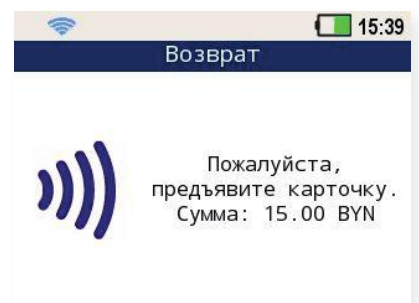 15:39
Возврат
Пожалуйста,
предъявите карточку.
Сумма: 15.00 BYN